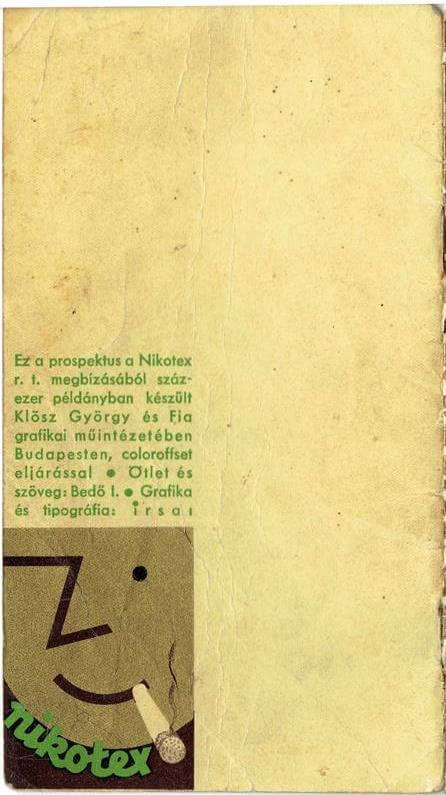 Ez a prospektus a Nikotex
r. t. megbízásából száz-
ezer példányban készült
Klösz György és Fia
grafikai műintézetében
Budapesten, coloroffset
eljárással ● Ötlet és
szöveg: Bedő I. ● Grafika
és tipográfia: irsai
nikotex